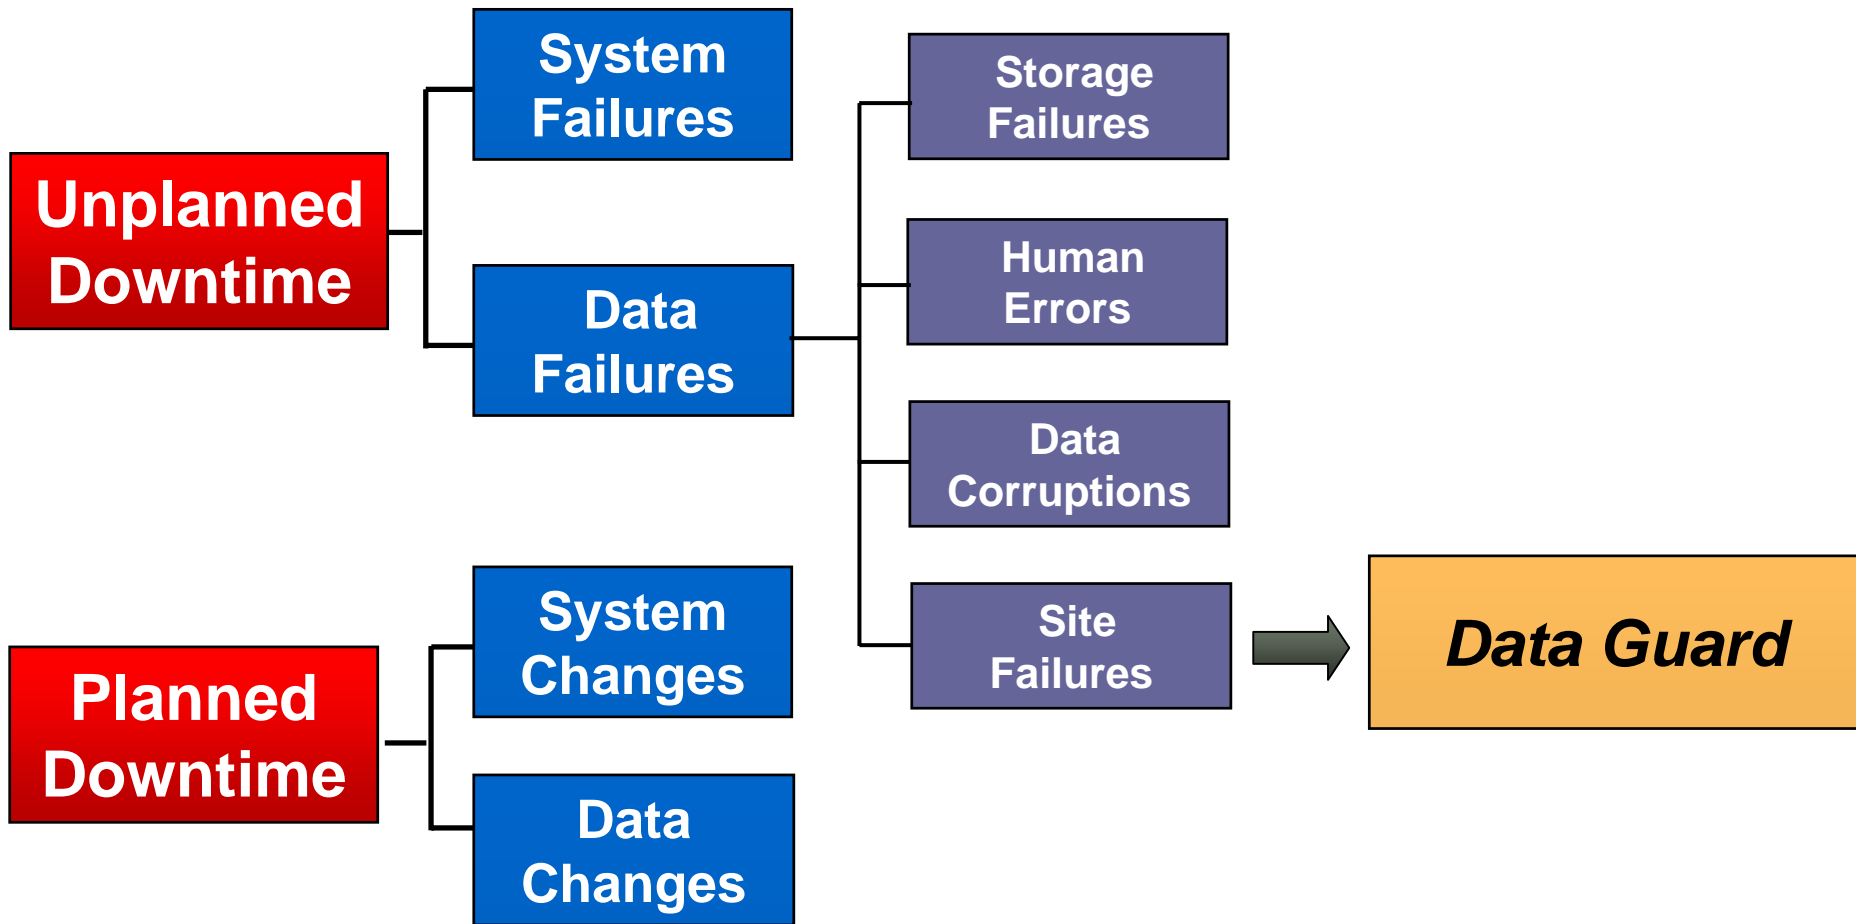 Unplanned
Downtime
System
Failures
Data
Failures
Storage
Failures
Human
Errors
Data
Corruptions
Site
Failures
Data Guard
Planned
Downtime
System
Changes
Data
Changes